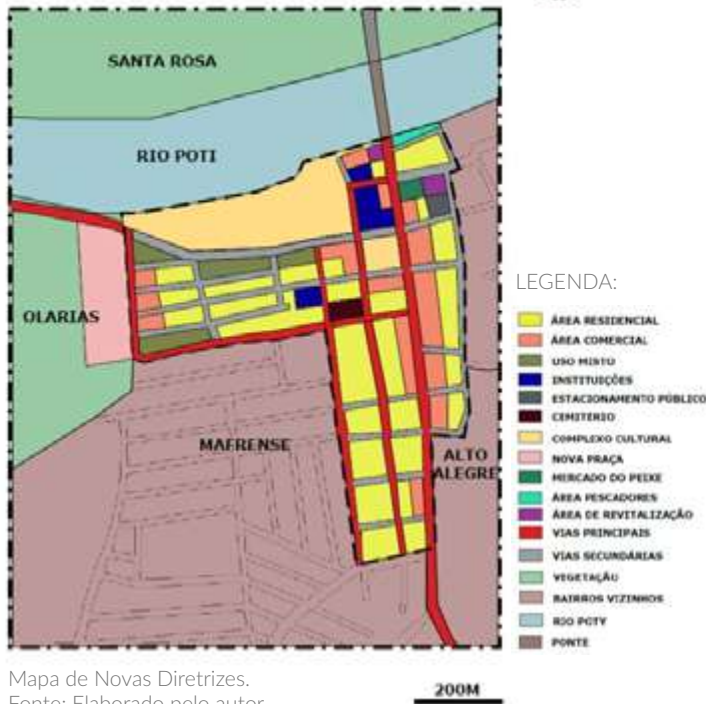 SANTA ROSA
RIO POTI
OLARIAS
MAFRENSE
ALTO
ALEGRE
LEGENDA:
ÁREA RESIDENCIAL
ÁREA COMERCIAL
USO MISTO
INSTITUIÇÕES
ESTACIONAMENTO PÚBLICO
CEMITÉRIO
COMPLEXO CULTURAL
NOVA PRAÇA
MERCADO DO PEIXE
ÁREA PESCADORES
ÁREA DE REVITALIZAÇÃO
VIAS PRINCIPAIS
VIAS SECUNDÁRIAS
VEGETAÇÃO
BAIRROS VIZINHOS
RIO POTY
PONTE
Mapa de Novas Diretrizes.
Fonte: Elaborado pelo autor
200M